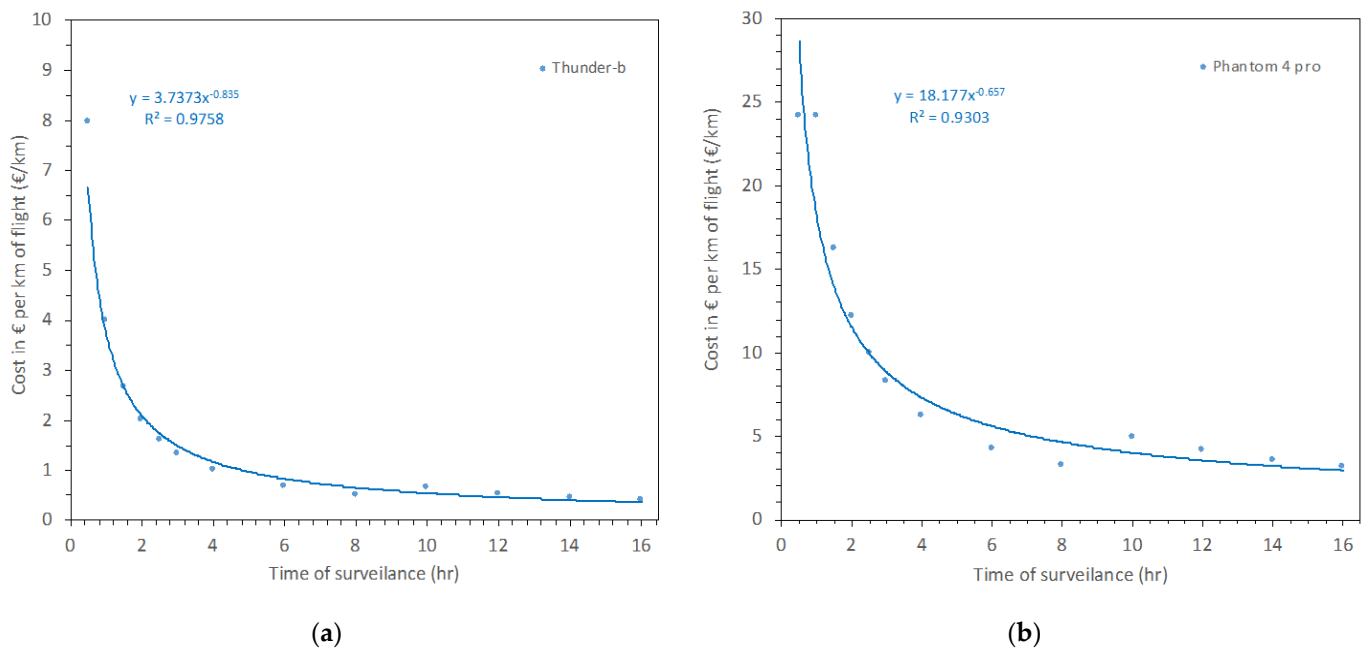 10
9
8
7
6
5
4
3
2
1
0
Cost in € per km of flight (€/km)
Thunder-b
y = 3.7373x^-0.835
R² = 0.9758
0 2 4 6 8 10 12 14 16
Time of surveilance (hr)
(a)
30
25
20
15
10
5
0
Cost in € per km of flight (€/km)
Phantom 4 pro
y = 18.177x^-0.657
R² = 0.9303
0 2 4 6 8 10 12 14 16
Time of surveilance (hr)
(b)